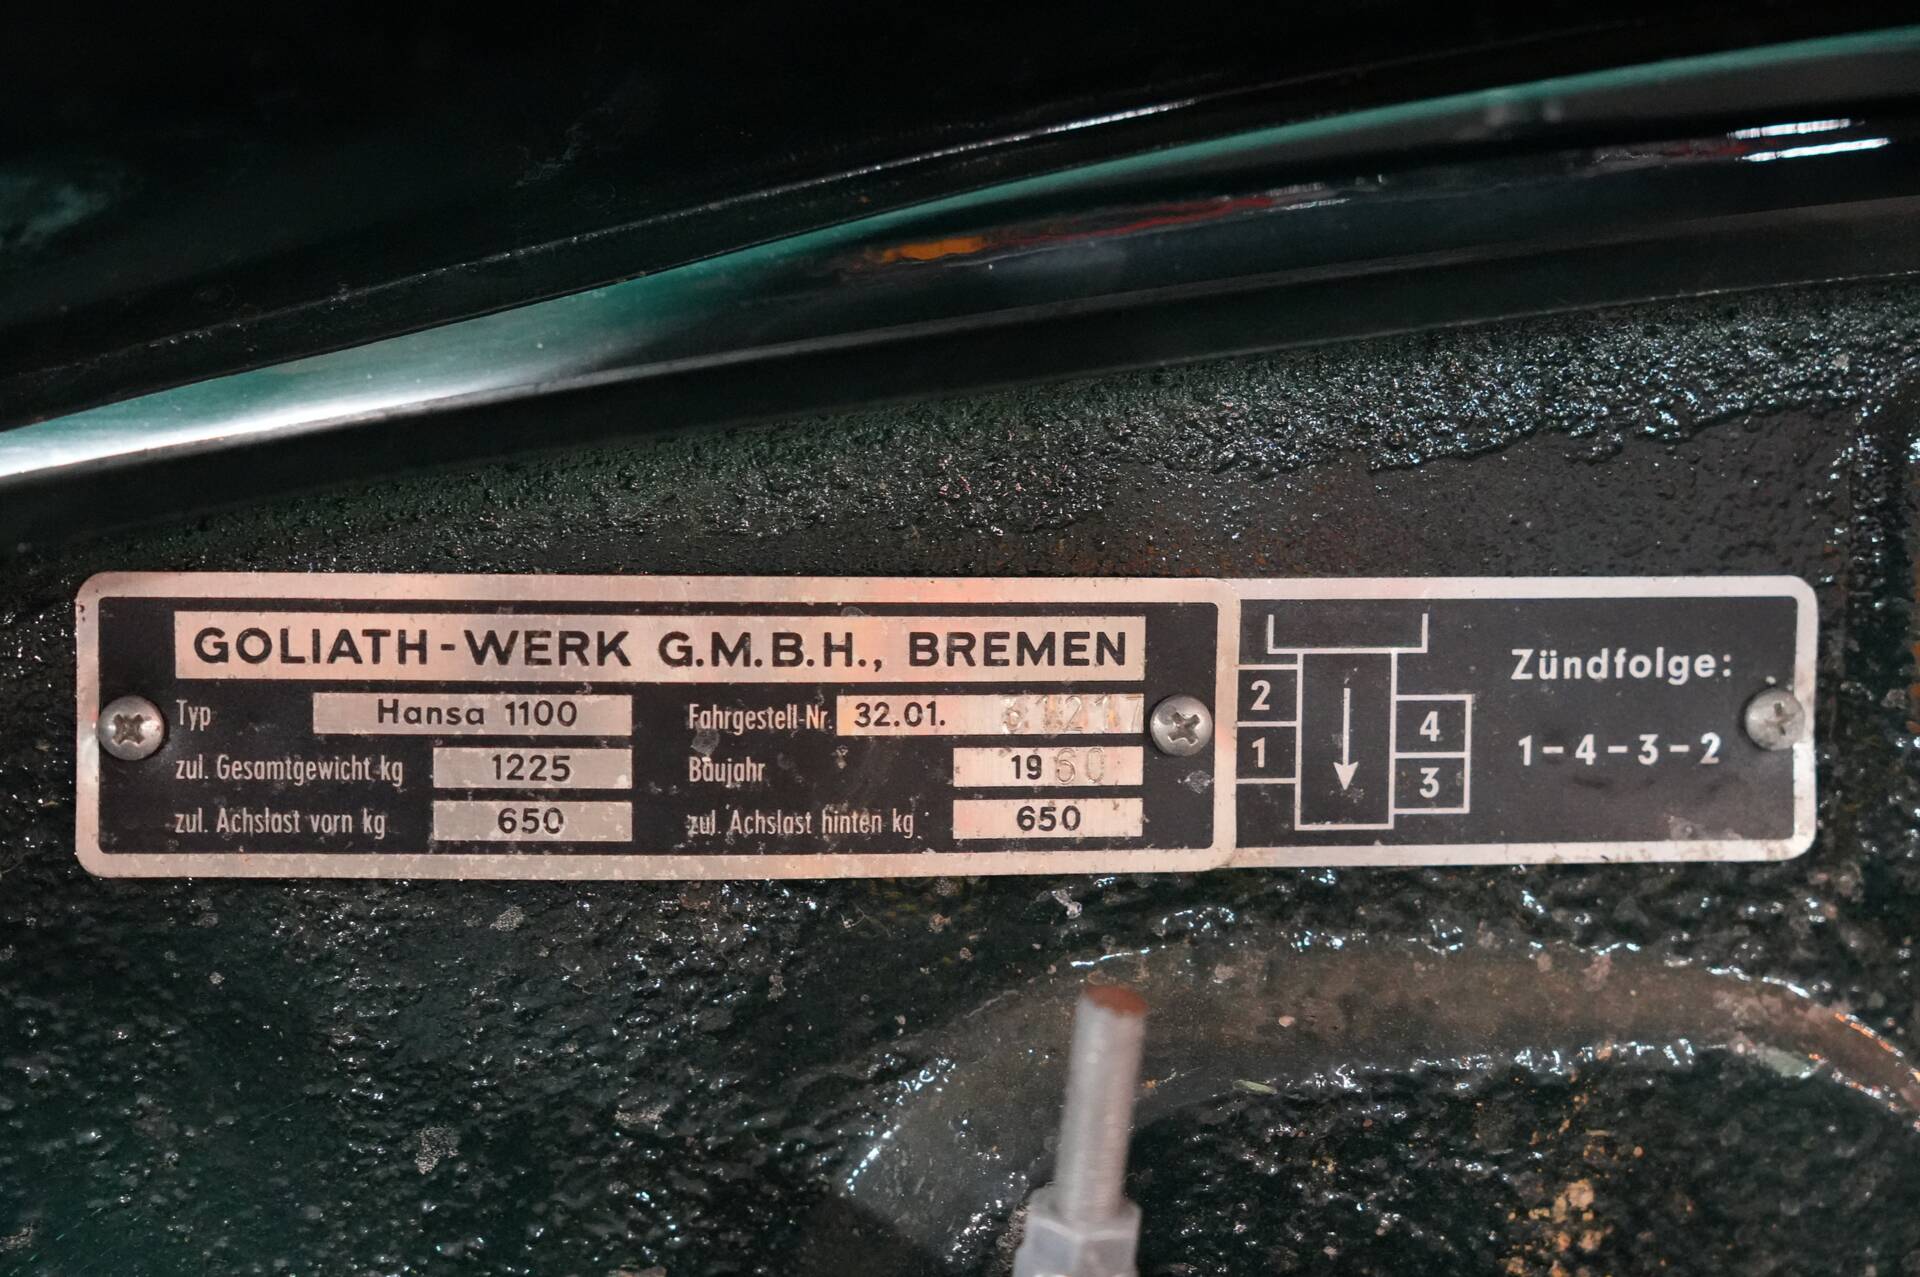 GOLIATH-WERK G.M.B.H., BREMEN
Typ Hansa 1100 Fahrgestell-Nr. 32.01. 31217
zul. Gesamtgewicht kg 1225 Baujahr 1960
zul. Achslast vorn kg 650 zul. Achslast hinten kg 650
2
1
4
3
Zündfolge:
1-4-3-2